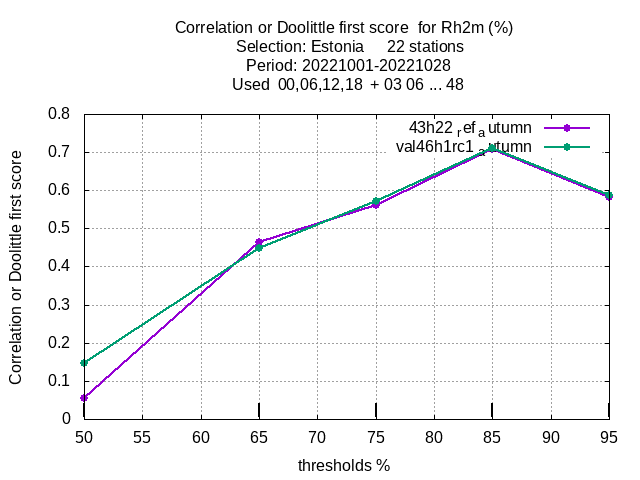 Correlation or Doolittle first score for Rh2m (%)
Selection: Estonia 22 stations
Period: 20221001-20221028
Used 00,06,12,18 + 03 06 ... 48
43h22 ref a utumn
val46h1rc1 a utumn
Correlation or Doolittle first score
0.8
0.7
0.6
0.5
0.4
0.3
0.2
0.1
0
50 55 60 65 70 75 80 85 90 95
thresholds %